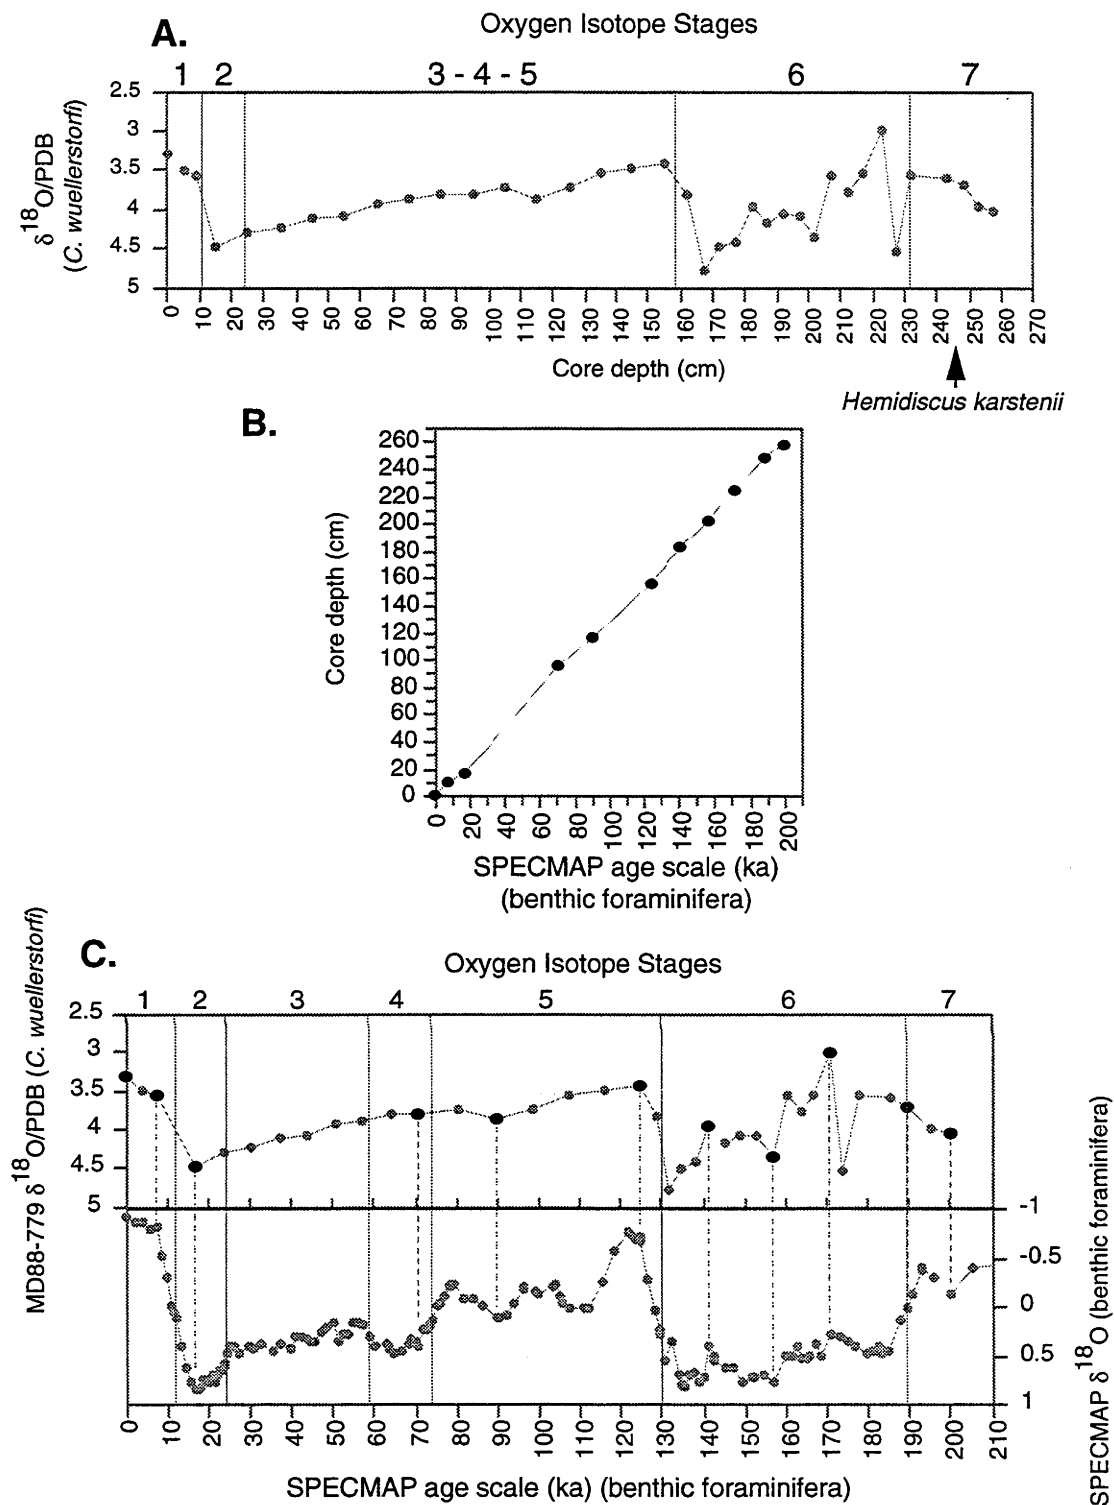 A.
Oxygen Isotope Stages
1 2 3 - 4 - 5 6 7
δ18O/PDB
(C. wuellerstorfi)
2.5
3
3.5
4
4.5
5
0 10 20 30 40 50 60 70 80 90 100 110 120 130 140 150 160 170 180 190 200 210 220 230 240 250 260 270
Core depth (cm)
Hemidiscus karstenii
B.
Core depth (cm)
260
240
220
200
180
160
140
120
100
80
60
40
20
0
0 20 40 60 80 100 120 140 160 180 200
SPECMAP age scale (ka)
(benthic foraminifera)
C.
Oxygen Isotope Stages
1 2 3 4 5 6 7
MD88-779 δ18O/PDB (C. wuellerstorfi)
2.5
3
3.5
4
4.5
5
-1
-0.5
0
0.5
1
SPECMAP δ18O (benthic foraminifera)
0 10 20 30 40 50 60 70 80 90 100 110 120 130 140 150 160 170 180 190 200 210
SPECMAP age scale (ka) (benthic foraminifera)